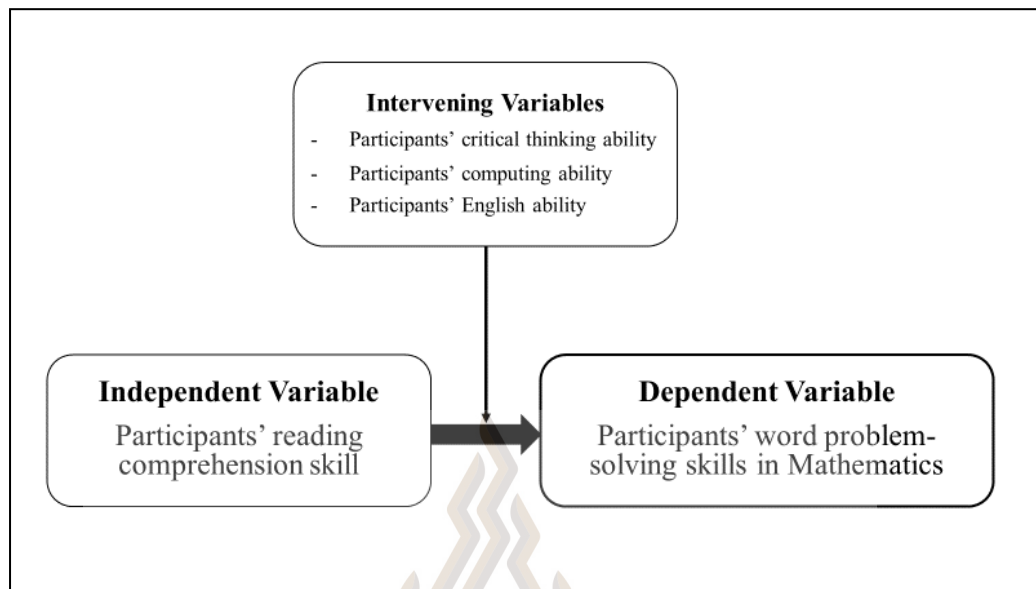 Intervening Variables
- Participants’ critical thinking ability
- Participants’ computing ability
- Participants’ English ability
Independent Variable
Participants’ reading
comprehension skill
Dependent Variable
Participants’ word problem-
solving skills in Mathematics